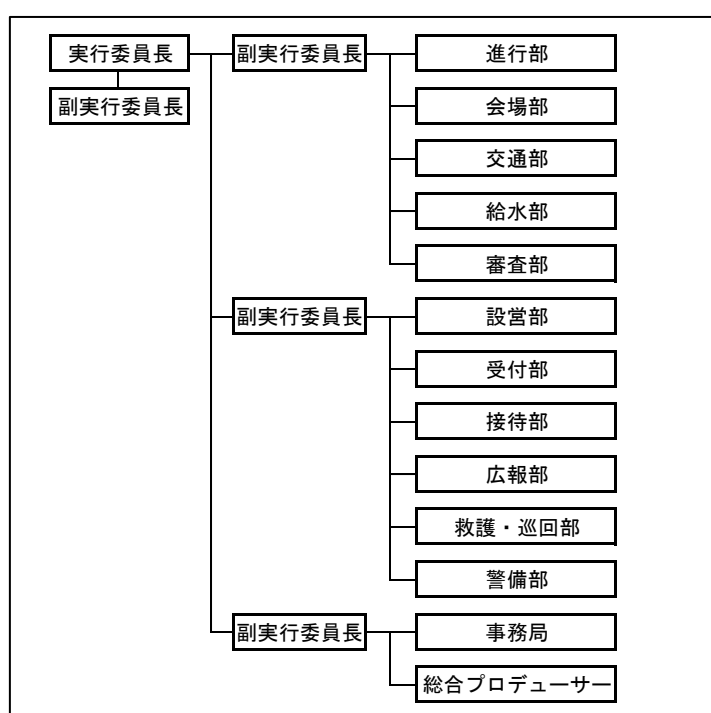 実行委員長
副実行委員長
副実行委員長
進行部
会場部
交通部
給水部
審査部
副実行委員長
設営部
受付部
接待部
広報部
救護・巡回部
警備部
副実行委員長
事務局
総合プロデューサー